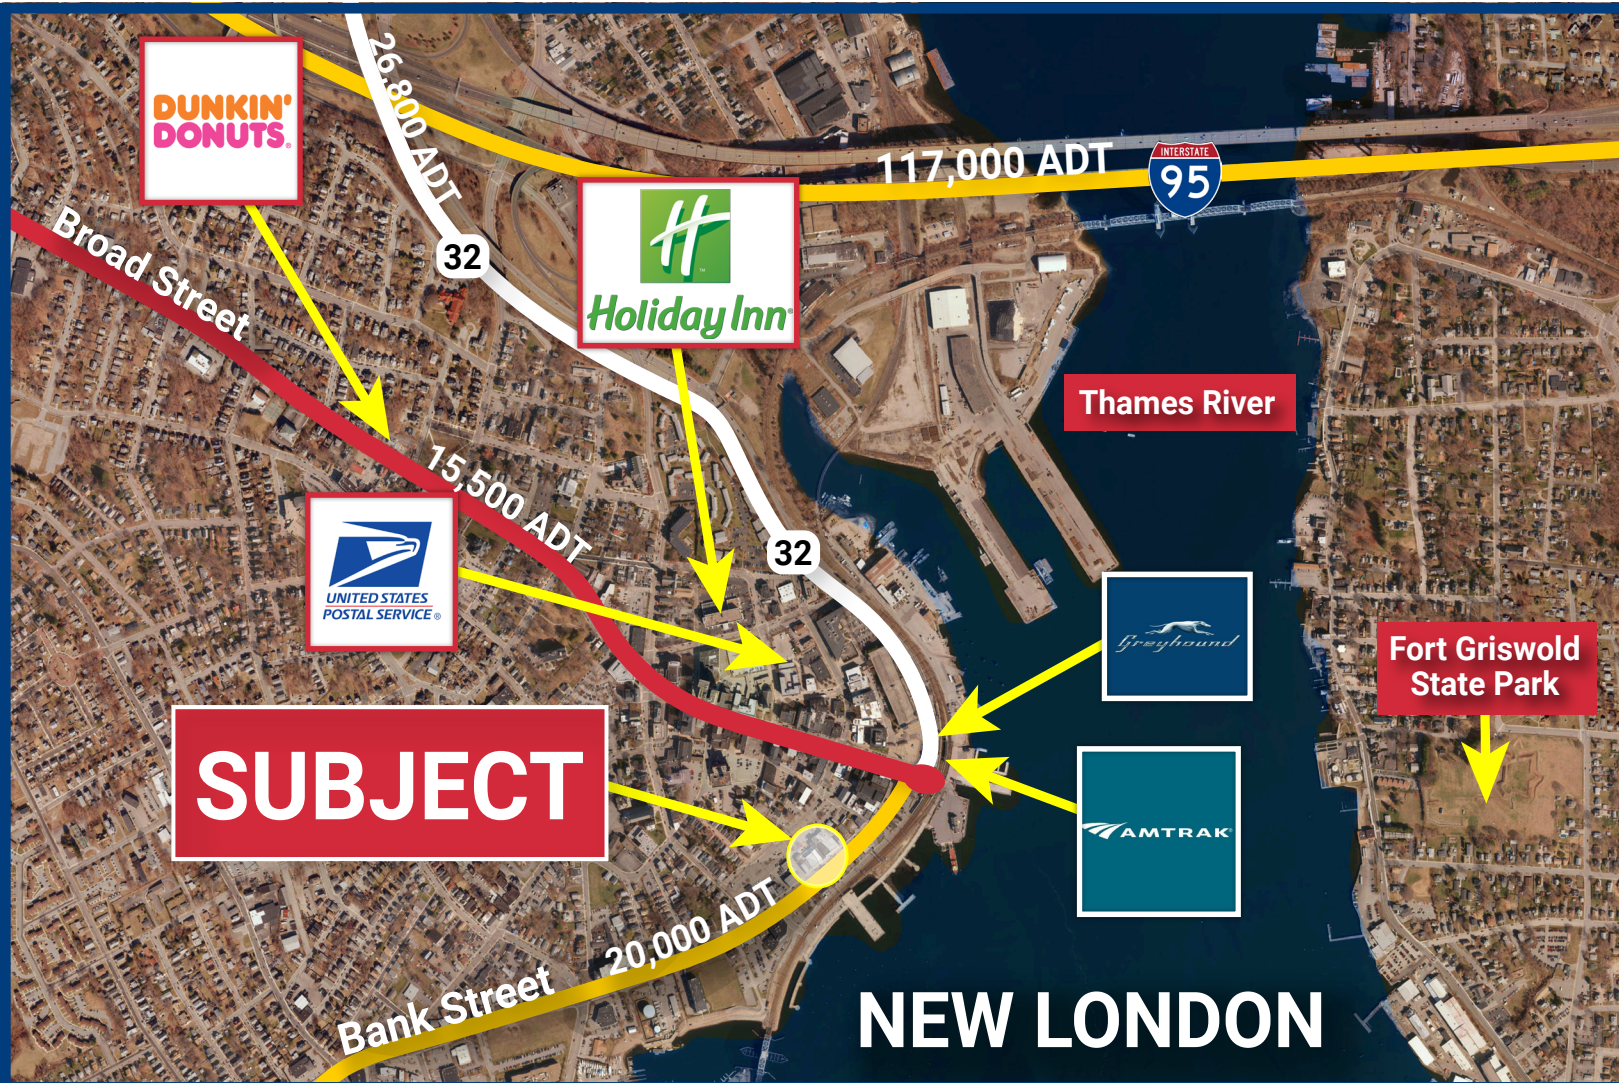 26,800 ADT
DUNKIN'
DONUTS®
117,000 ADT
INTERSTATE
95
Broad Street
32
Holiday Inn®
Thames River
15,500 ADT
32
UNITED STATES
POSTAL SERVICE®
Greyhound
Fort Griswold
State Park
SUBJECT
AMTRAK®
20,000 ADT
Bank Street
NEW LONDON